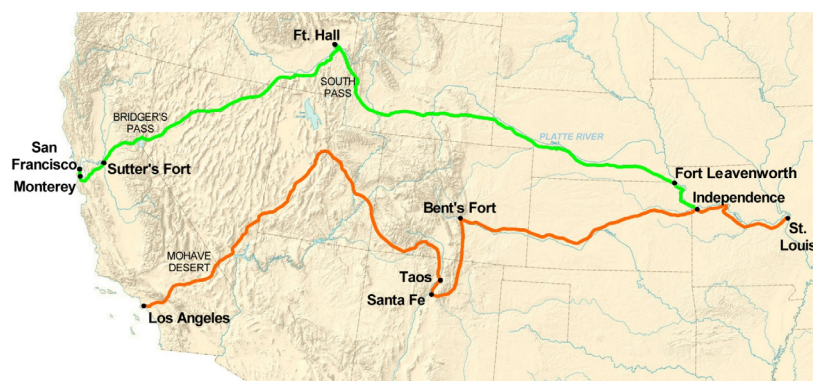 Ft. Hall
SOUTH
PASS
BRIDGER'S
PASS
PLATTE RIVER
San
Francisco
Monterey
Sutter's Fort
Fort Leavenworth
Independence
Bent's Fort
St.
Louis
MOHAVE
DESERT
Taos
Santa Fe
Los Angeles